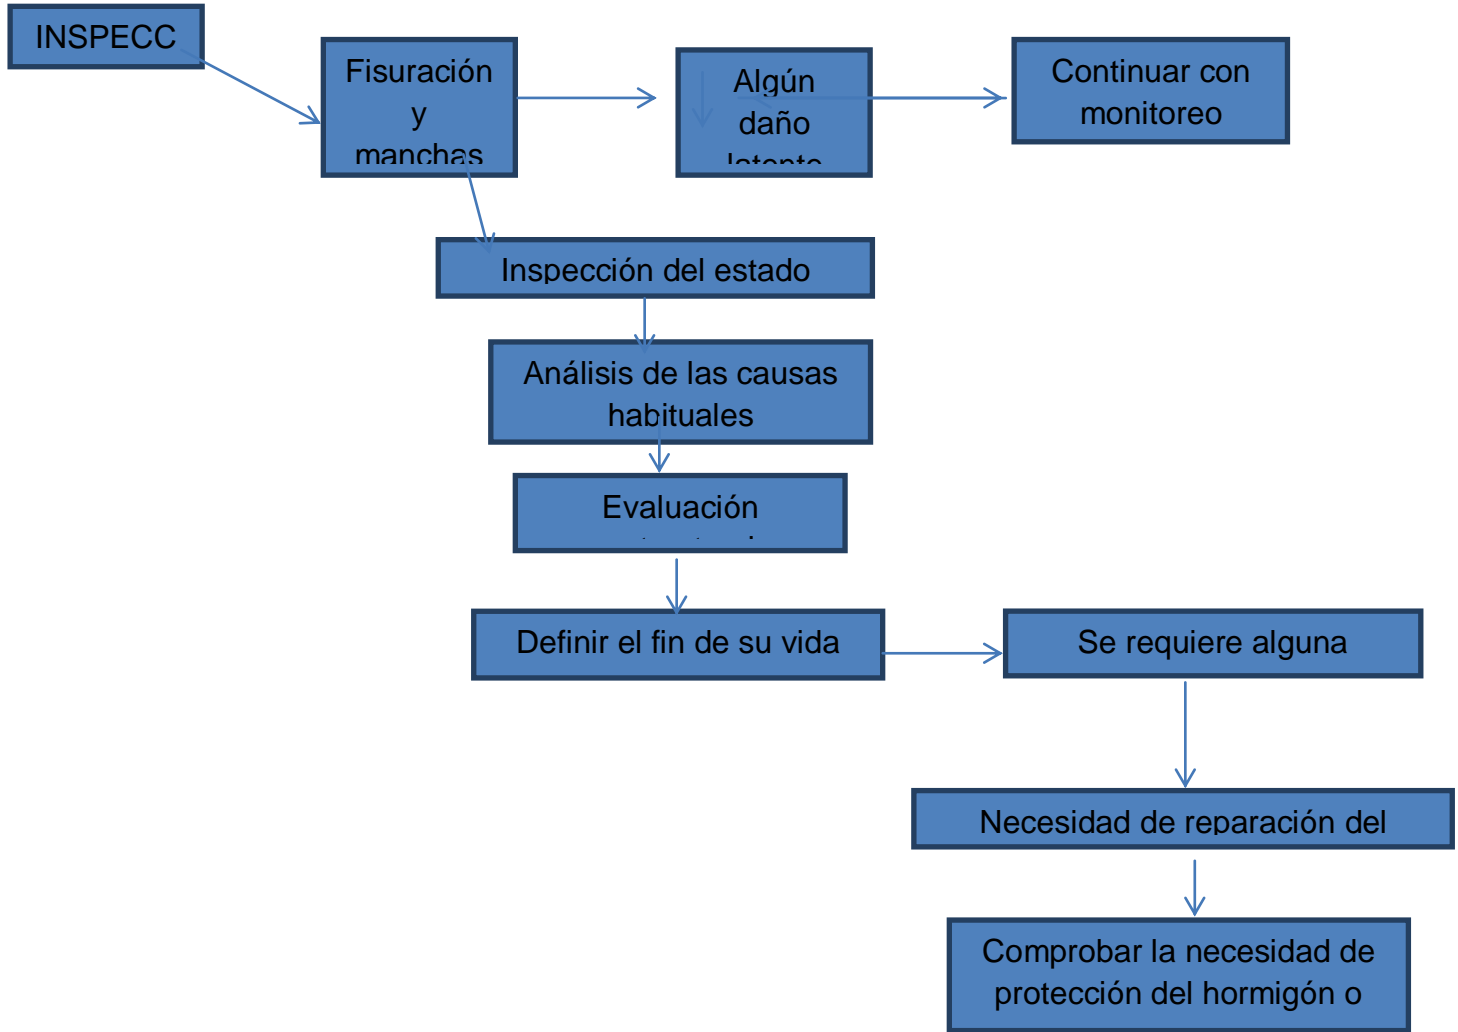 INSPECC
Fisuración
y
manchas
Algún
daño
latente
Continuar con
monitoreo
Inspección del estado
Análisis de las causas
habituales
Evaluación
Definir el fin de su vida
Se requiere alguna
Necesidad de reparación del
Comprobar la necesidad de
protección del hormigón o